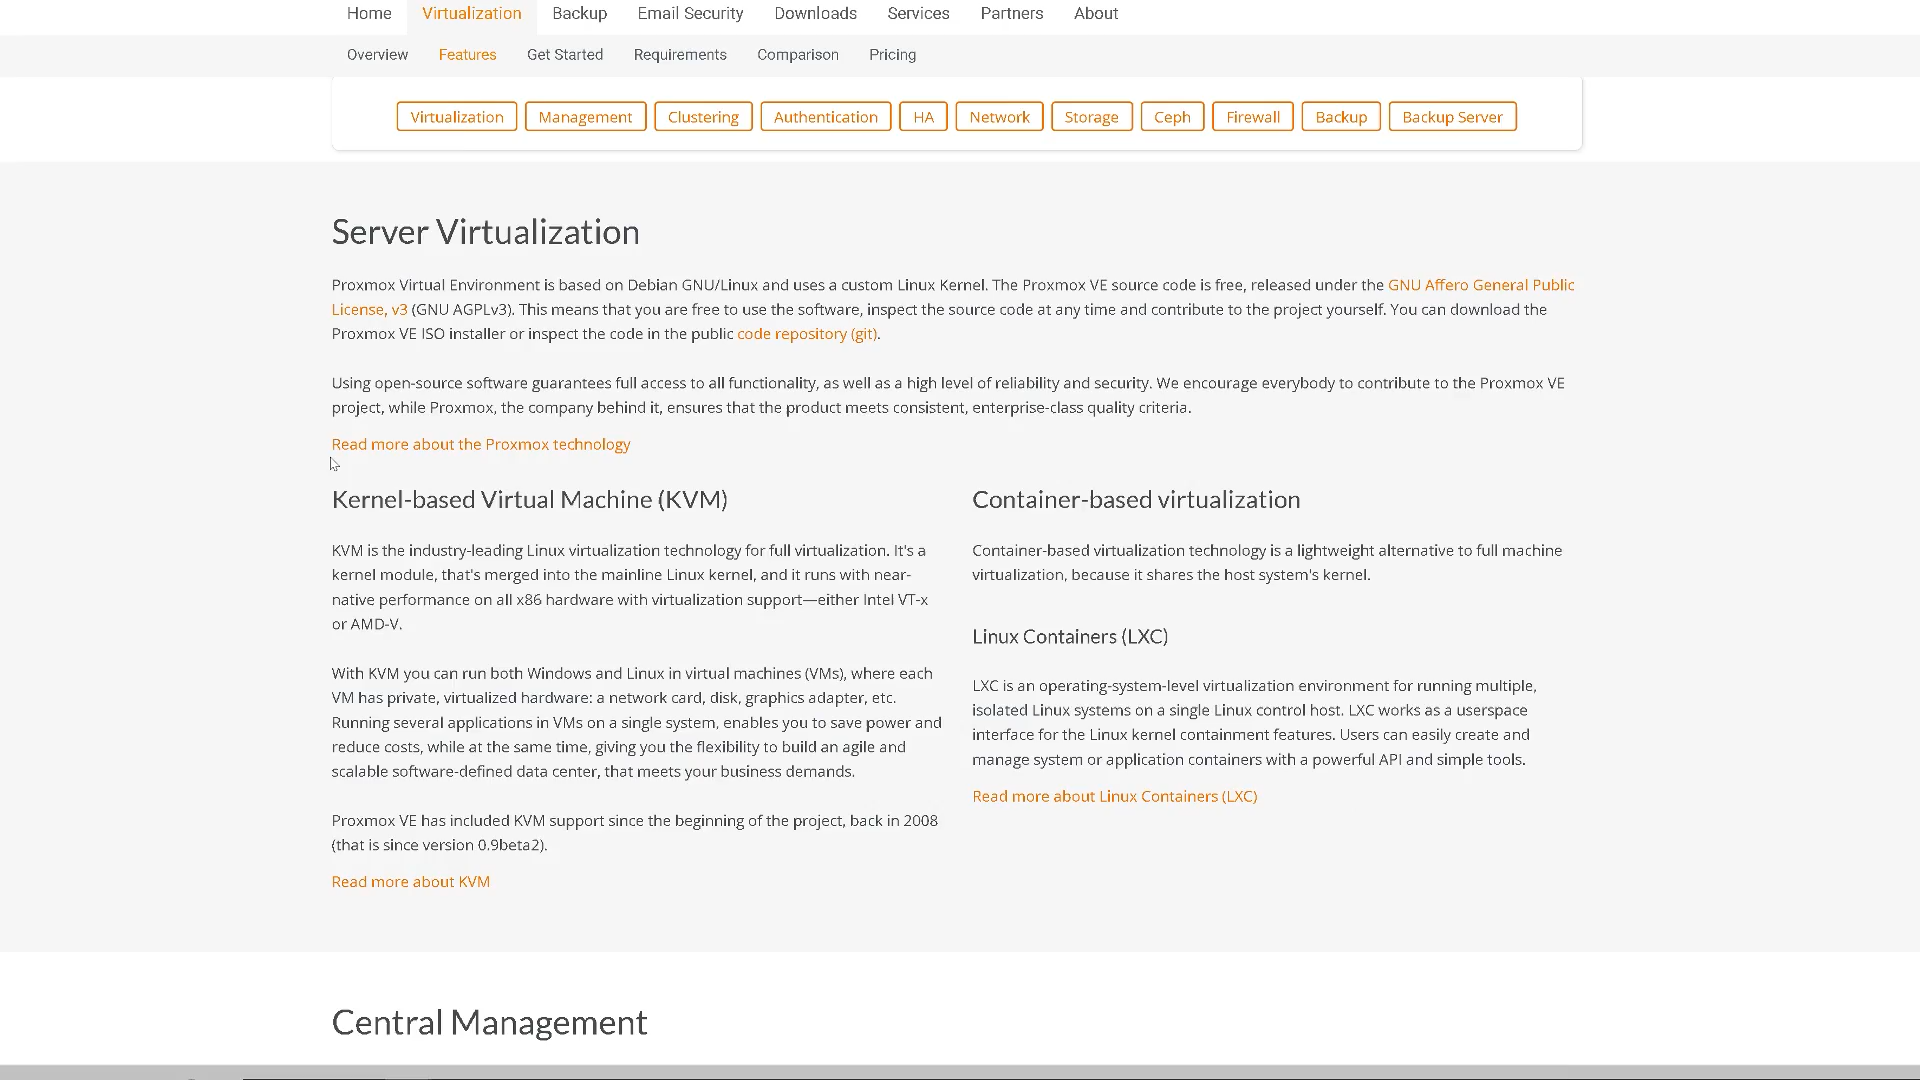 Home Virtualization Backup Email Security Downloads Services Partners About
Overview Features Get Started Requirements Comparison Pricing
Virtualization Management Clustering Authentication HA Network Storage Ceph Firewall Backup Backup Server
Server Virtualization
Proxmox Virtual Environment is based on Debian GNU/Linux and uses a custom Linux Kernel. The Proxmox VE source code is free, released under the GNU Affero General Public
License, v3 (GNU AGPLv3). This means that you are free to use the software, inspect the source code at any time and contribute to the project yourself. You can download the
Proxmox VE ISO installer or inspect the code in the public code repository (git).
Using open-source software guarantees full access to all functionality, as well as a high level of reliability and security. We encourage everybody to contribute to the Proxmox VE
project, while Proxmox, the company behind it, ensures that the product meets consistent, enterprise-class quality criteria.
Read more about the Proxmox technology
Kernel-based Virtual Machine (KVM)
KVM is the industry-leading Linux virtualization technology for full virtualization. It's a
kernel module, that's merged into the mainline Linux kernel, and it runs with near-
native performance on all x86 hardware with virtualization support—either Intel VT-x
or AMD-V.
With KVM you can run both Windows and Linux in virtual machines (VMs), where each
VM has private, virtualized hardware: a network card, disk, graphics adapter, etc.
Running several applications in VMs on a single system, enables you to save power and
reduce costs, while at the same time, giving you the flexibility to build an agile and
scalable software-defined data center, that meets your business demands.
Proxmox VE has included KVM support since the beginning of the project, back in 2008
(that is since version 0.9beta2).
Read more about KVM
Container-based virtualization
Container-based virtualization technology is a lightweight alternative to full machine
virtualization, because it shares the host system's kernel.
Linux Containers (LXC)
LXC is an operating-system-level virtualization environment for running multiple,
isolated Linux systems on a single Linux control host. LXC works as a userspace
interface for the Linux kernel containment features. Users can easily create and
manage system or application containers with a powerful API and simple tools.
Read more about Linux Containers (LXC)
Central Management